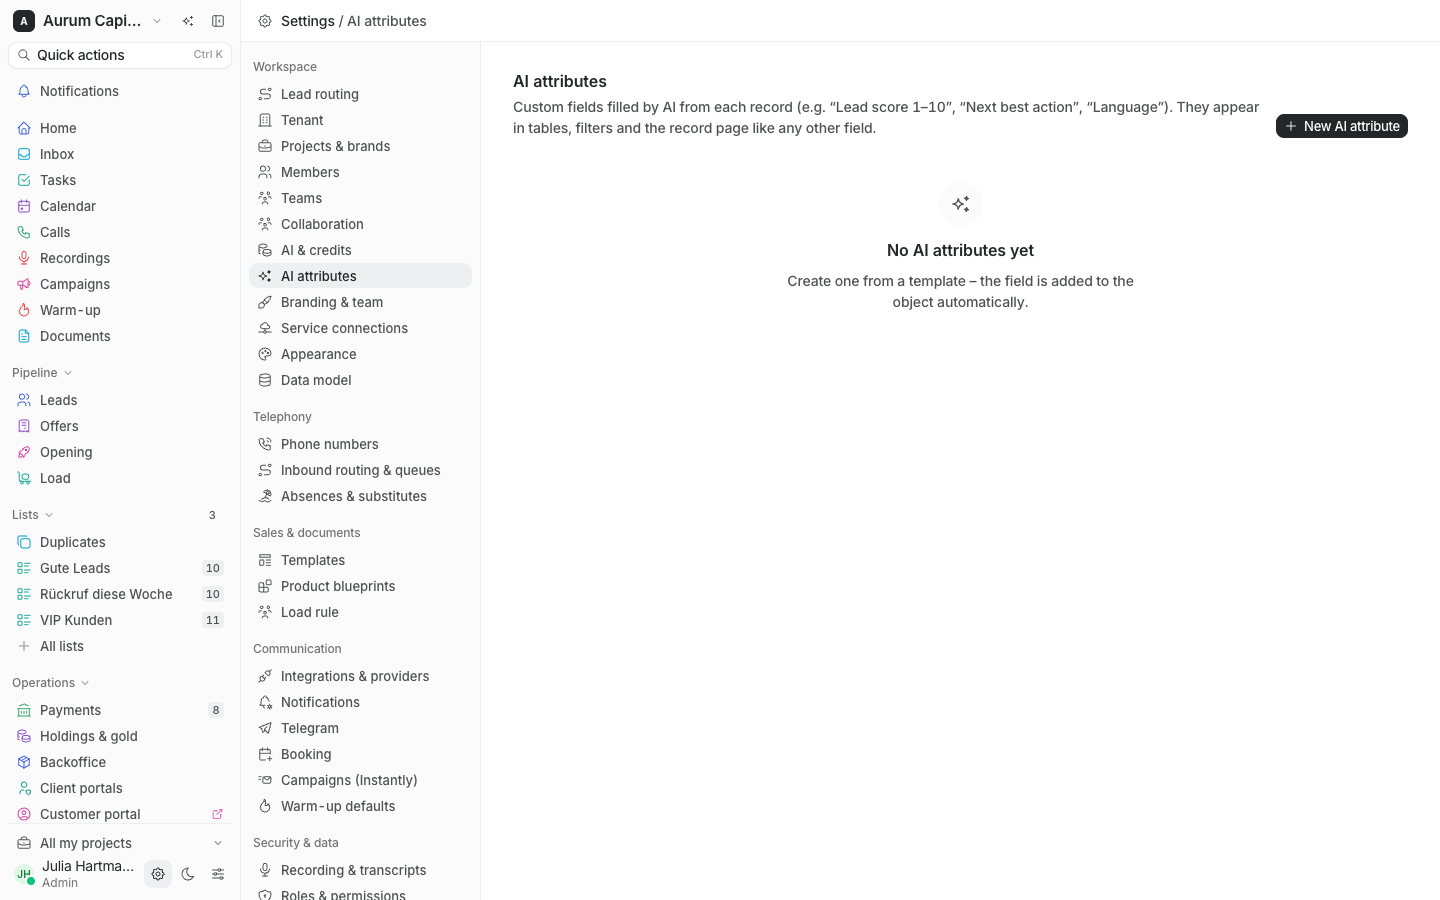 A Aurum Capi...
Quick actions Ctrl K
Notifications
Home
Inbox
Tasks
Calendar
Calls
Recordings
Campaigns
Warm-up
Documents
Pipeline
Leads
Offers
Opening
Load
Lists 3
Duplicates
Gute Leads 10
Rückruf diese Woche 10
VIP Kunden 11
All lists
Operations
Payments 8
Holdings & gold
Backoffice
Client portals
Customer portal
All my projects
JH Julia Hartma...
Admin
Settings / AI attributes
Workspace
Lead routing
Tenant
Projects & brands
Members
Teams
Collaboration
AI & credits
AI attributes
Branding & team
Service connections
Appearance
Data model
Telephony
Phone numbers
Inbound routing & queues
Absences & substitutes
Sales & documents
Templates
Product blueprints
Load rule
Communication
Integrations & providers
Notifications
Telegram
Booking
Campaigns (Instantly)
Warm-up defaults
Security & data
Recording & transcripts
Roles & permissions
AI attributes
Custom fields filled by AI from each record (e.g. “Lead score 1–10”, “Next best action”, “Language”). They appear
in tables, filters and the record page like any other field.
New AI attribute
No AI attributes yet
Create one from a template – the field is added to the
object automatically.